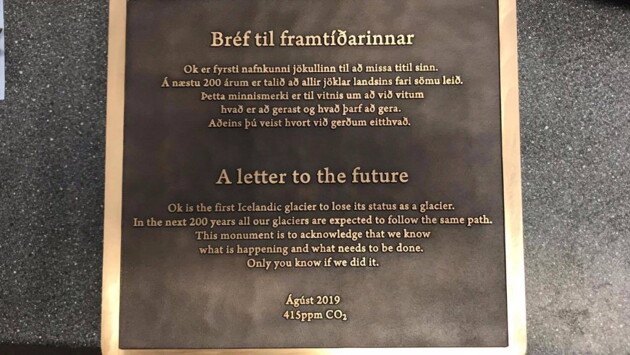 Bréf til framtíðarinnar
Ok er fyrsti nafnkunni jökullinn til að missa titil sinn.
Á næstu 200 árum er talið að allir jöklar landsins fari sömu leið.
Þetta minnismerki er til vitnis um að við vitum
hvað er að gerast og hvað þarf að gera.
Aðeins þú veist hvort við gerðum eitthvað.
A letter to the future
Ok is the first Icelandic glacier to lose its status as a glacier.
In the next 200 years all our glaciers are expected to follow the same path.
This monument is to acknowledge that we know
what is happening and what needs to be done.
Only you know if we did it.
Ágúst 2019
415ppm CO₂